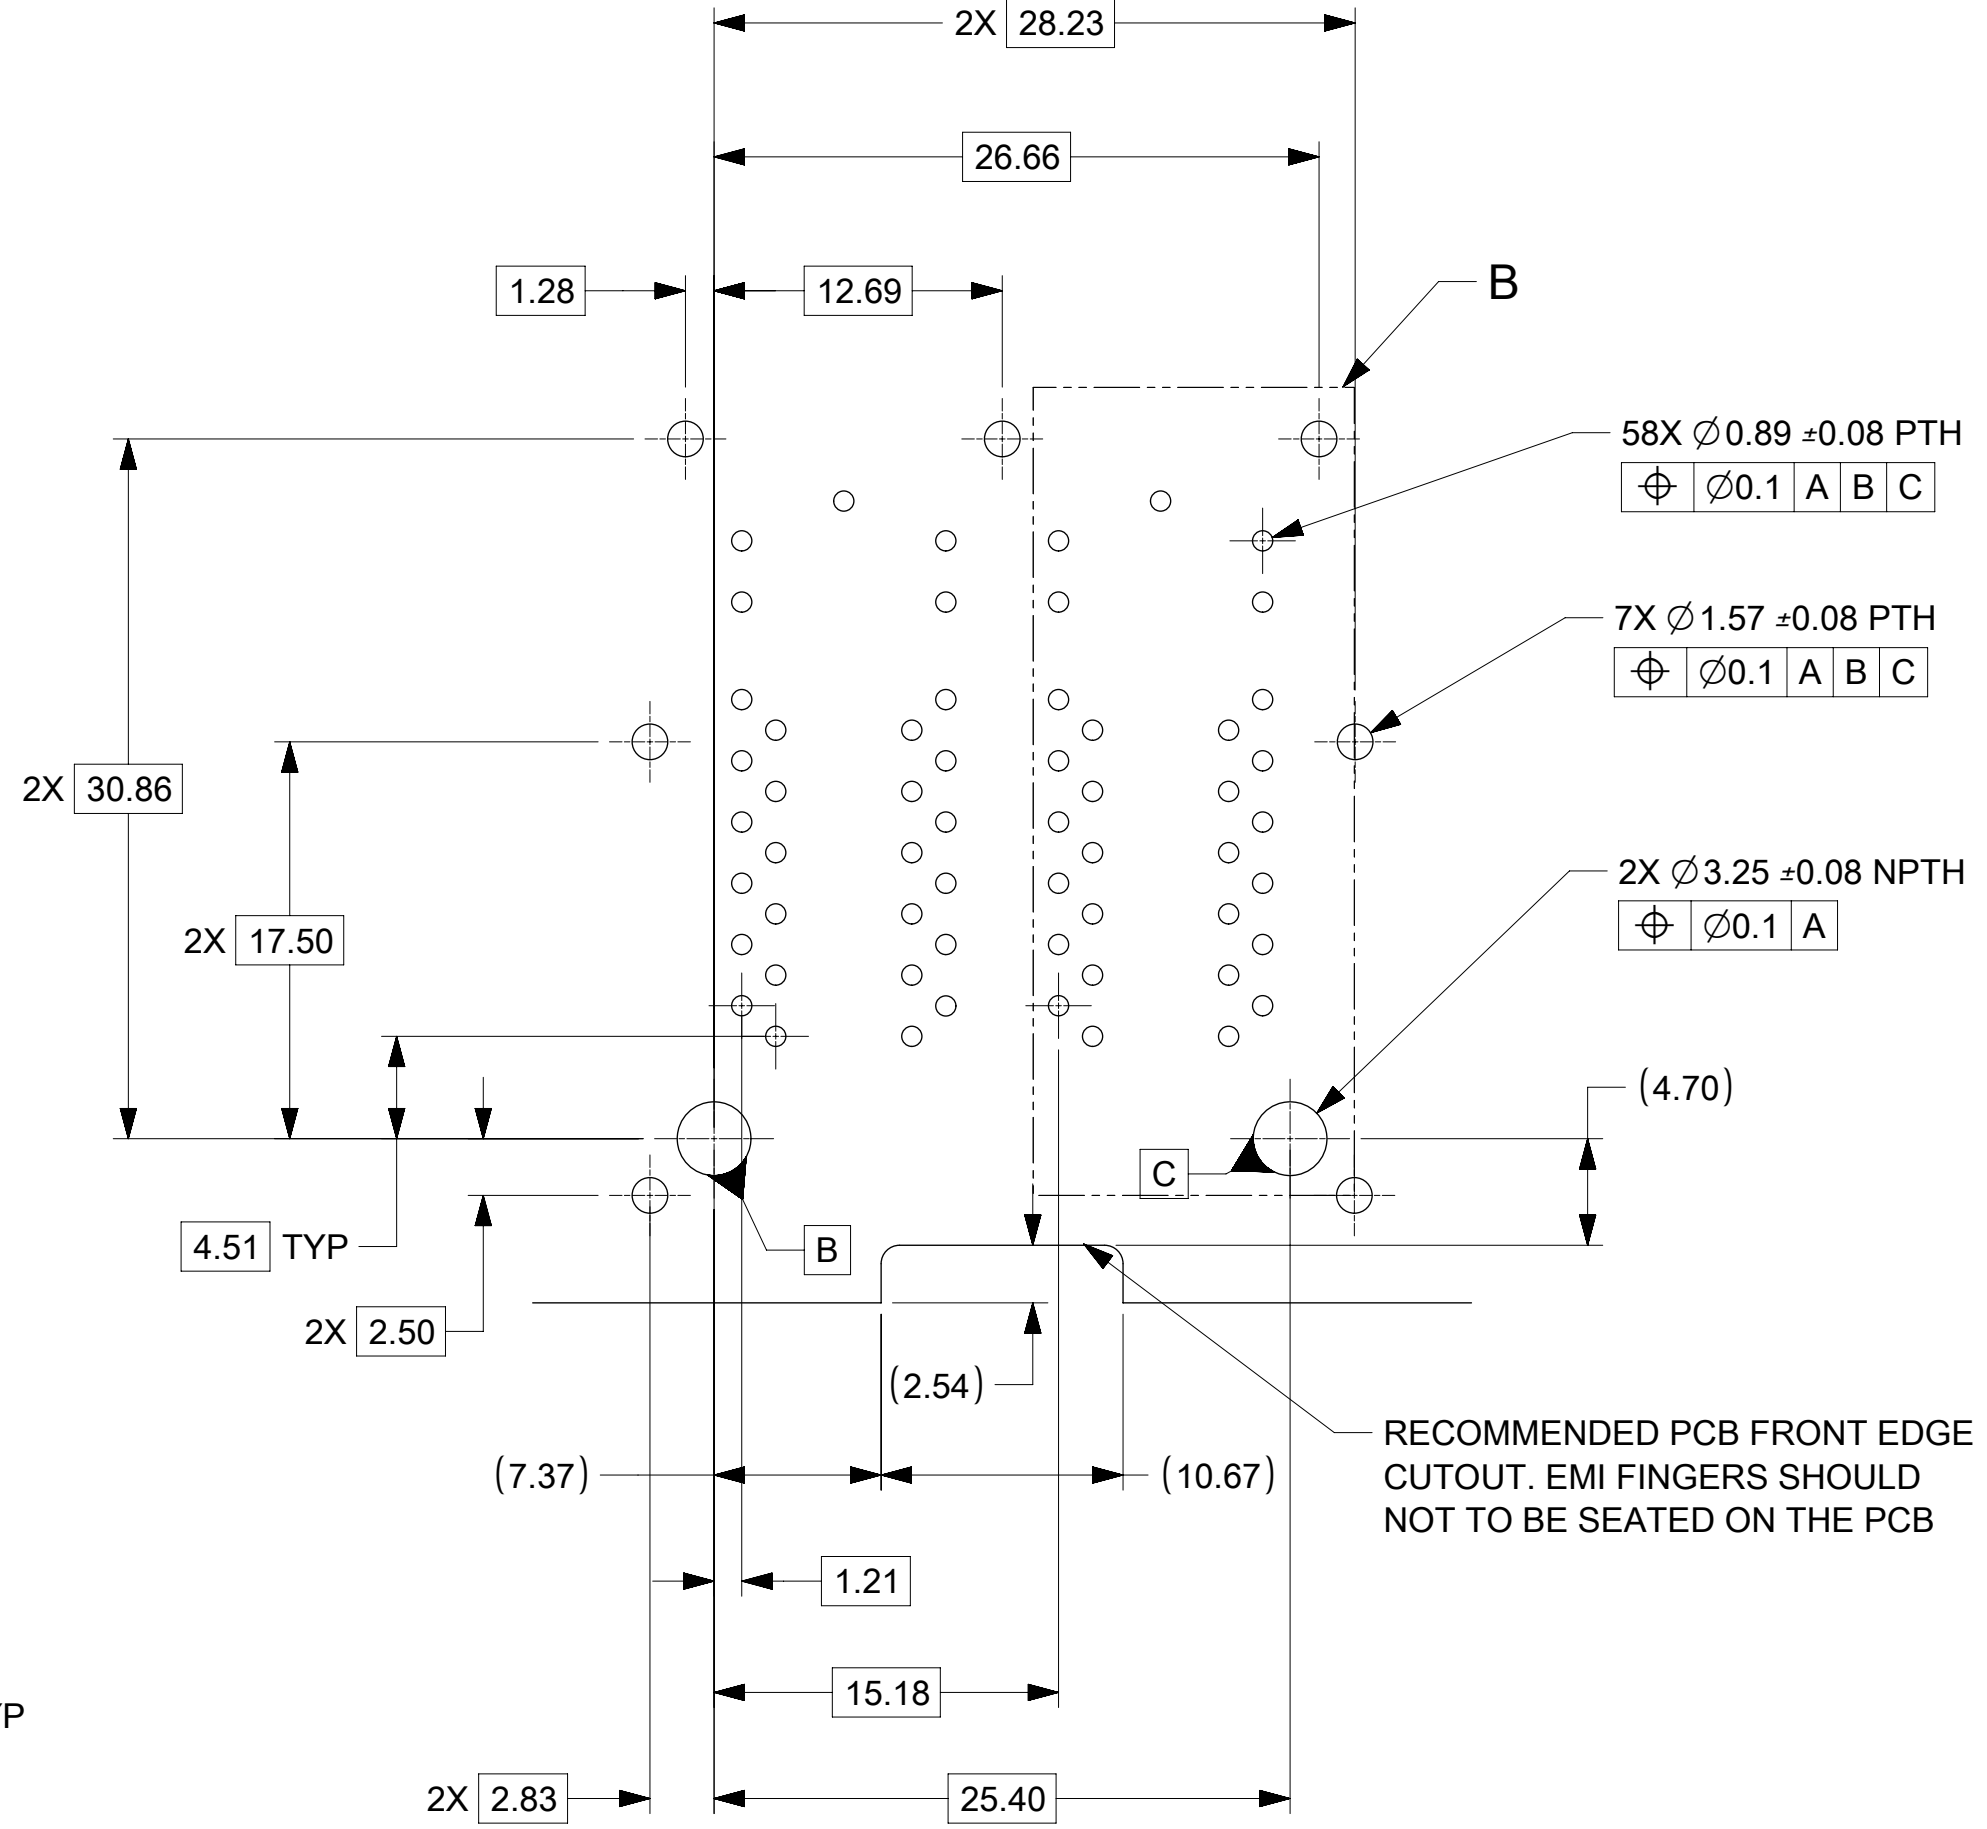 2X 28.23
26.66
1.28
12.69
B
58X ∅0.89 ±0.08 PTH
⌖ ∅0.1 A B C
7X ∅1.57 ±0.08 PTH
⌖ ∅0.1 A B C
2X 30.86
2X 17.50
2X ∅3.25 ±0.08 NPTH
⌖ ∅0.1 A
(4.70)
C
B
4.51 TYP
2X 2.50
(2.54)
RECOMMENDED PCB FRONT EDGE
CUTOUT. EMI FINGERS SHOULD
NOT TO BE SEATED ON THE PCB
(7.37)
(10.67)
1.21
15.18
2X 2.83
25.40